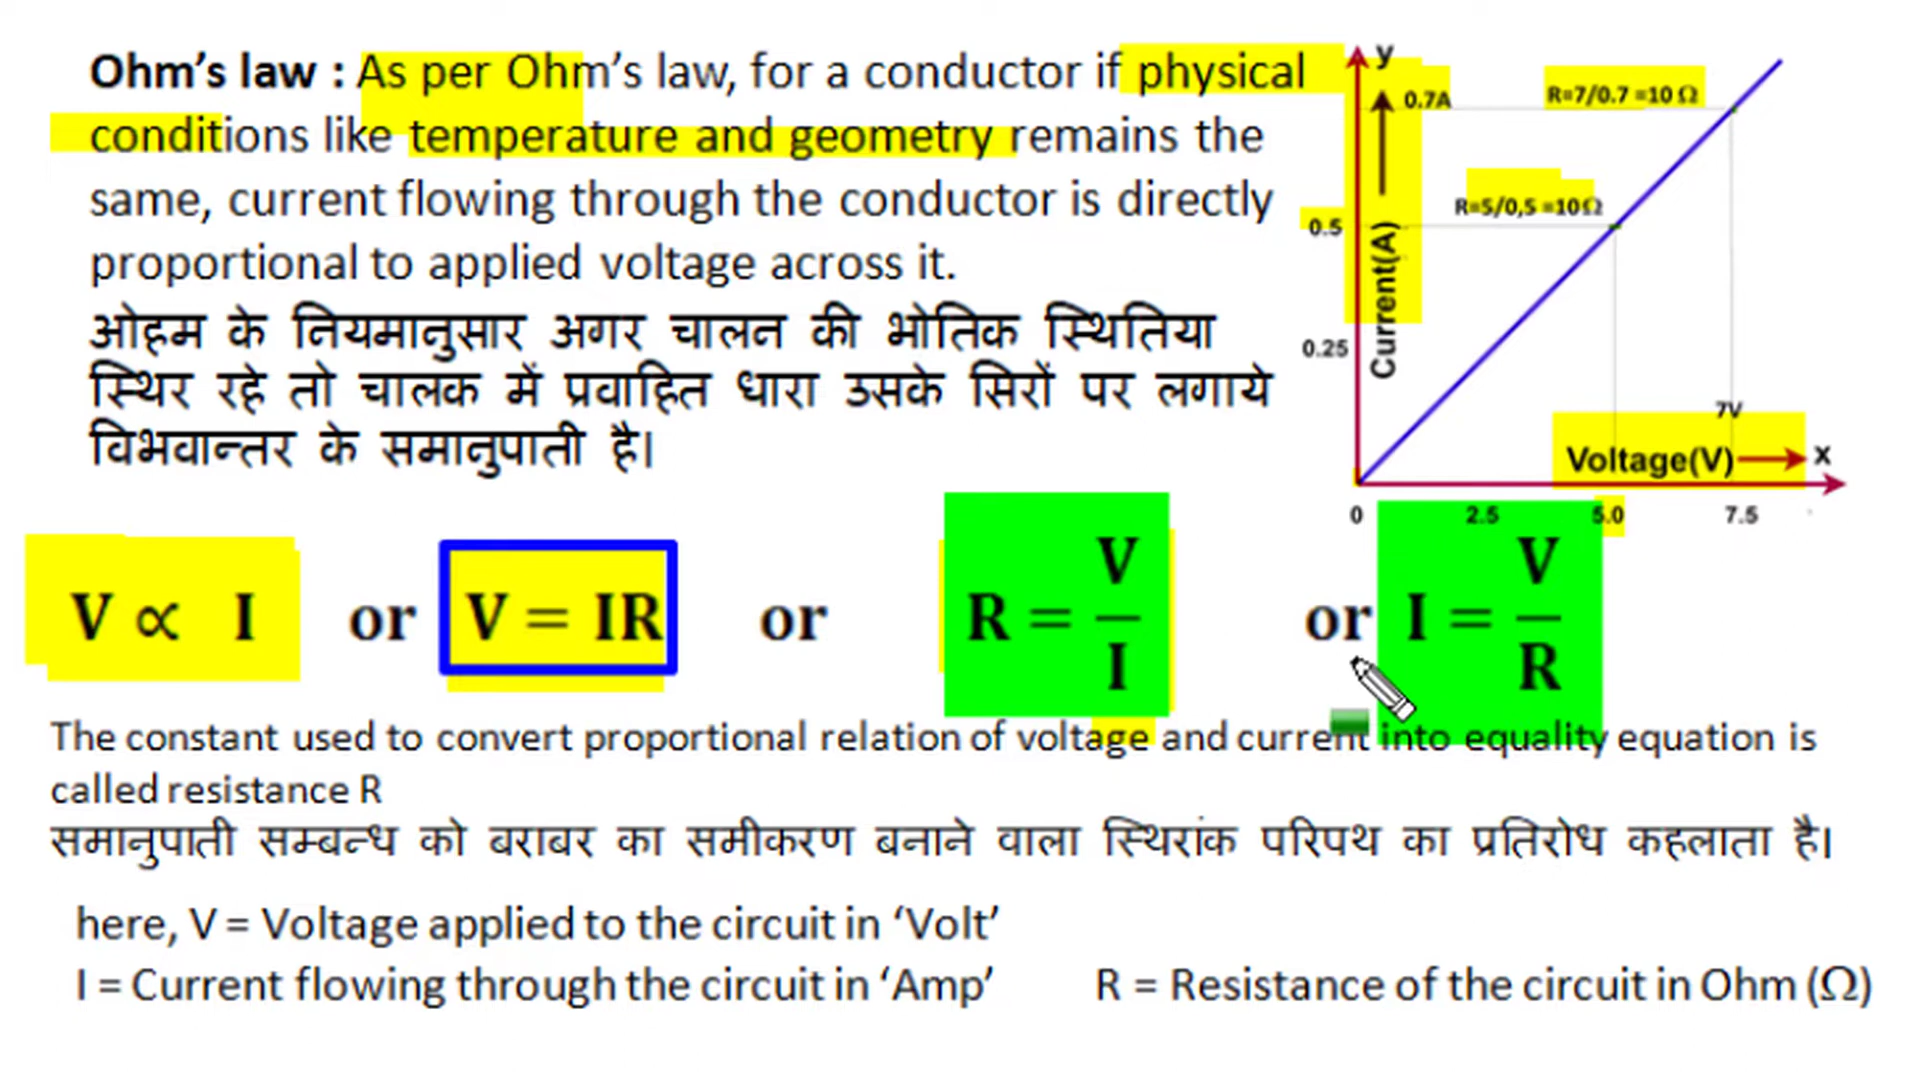 Ohm's law : As per Ohm's law, for a conductor if physical
conditions like temperature and geometry remains the
same, current flowing through the conductor is directly
proportional to applied voltage across it.
ओहम के नियमानुसार अगर चालन की भोतिक स्थितिया
स्थिर रहे तो चालक में प्रवाहित धारा उसके सिरों पर लगाये
विभवान्तर के समानुपाती है।
y
0.7A
R=7/0.7 =10 Ω
R=5/0,5 =10Ω
0.5
Current(A)
0.25
7V
Voltage(V)
x
0 2.5 5.0 7.5
V ∝ I or V = IR or R = V/I or I = V/R
The constant used to convert proportional relation of voltage and current into equality equation is
called resistance R
समानुपाती सम्बन्ध को बराबर का समीकरण बनाने वाला स्थिरांक परिपथ का प्रतिरोध कहलाता है।
here, V = Voltage applied to the circuit in ‘Volt’
I = Current flowing through the circuit in ‘Amp’ R = Resistance of the circuit in Ohm (Ω)